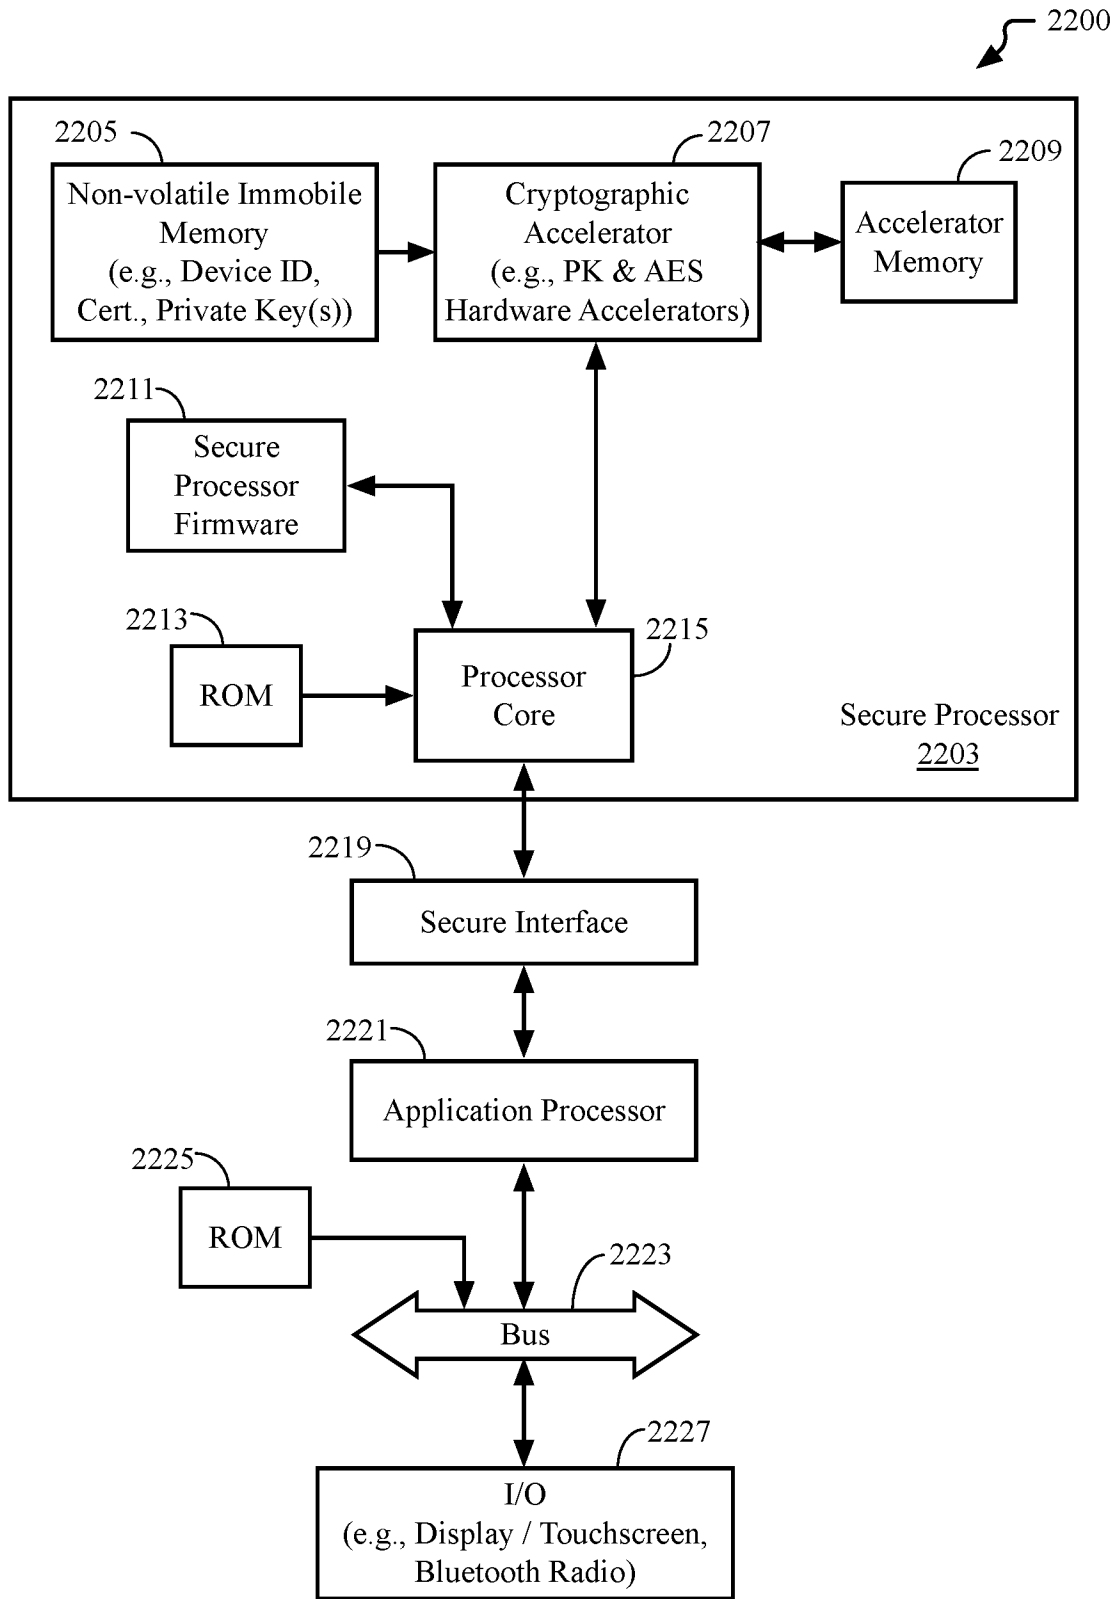 2200
2205
Non-volatile Immobile
Memory
(e.g., Device ID,
Cert., Private Key(s))
2207
Cryptographic
Accelerator
(e.g., PK & AES
Hardware Accelerators)
2209
Accelerator
Memory
2211
Secure
Processor
Firmware
2213
ROM
2215
Processor
Core
Secure Processor
2203
2219
Secure Interface
2221
Application Processor
2225
ROM
2223
Bus
2227
I/O
(e.g., Display / Touchscreen,
Bluetooth Radio)